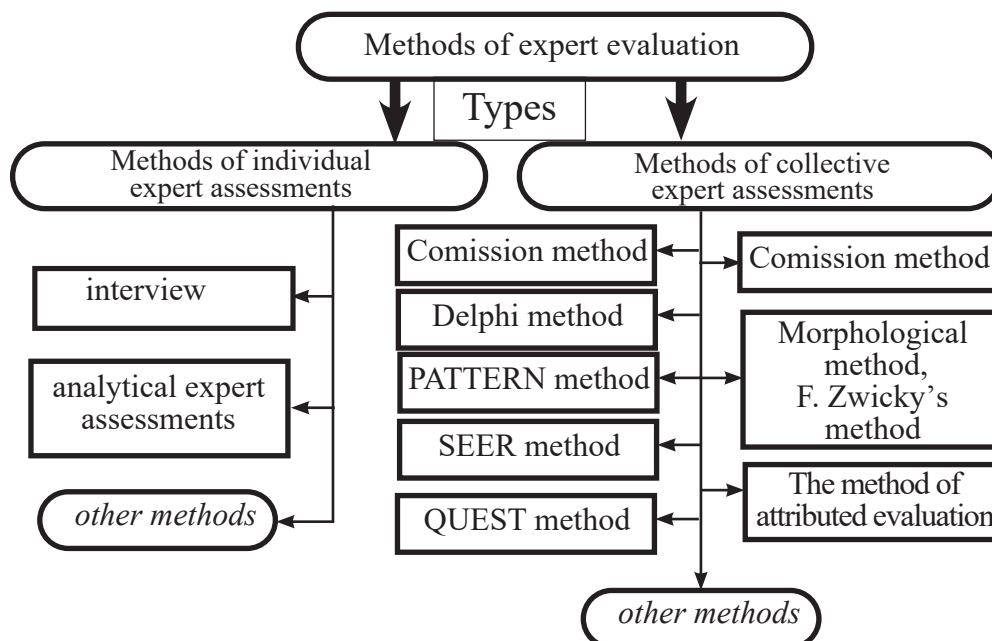 Methods of expert evaluation
Types
Methods of individual
expert assessments
Methods of collective
expert assessments
interview
analytical expert
assessments
other methods
Comission method
Delphi method
PATTERN method
SEER method
QUEST method
Comission method
Morphological
method,
F. Zwicky’s
method
The method of
attributed evaluation
other methods